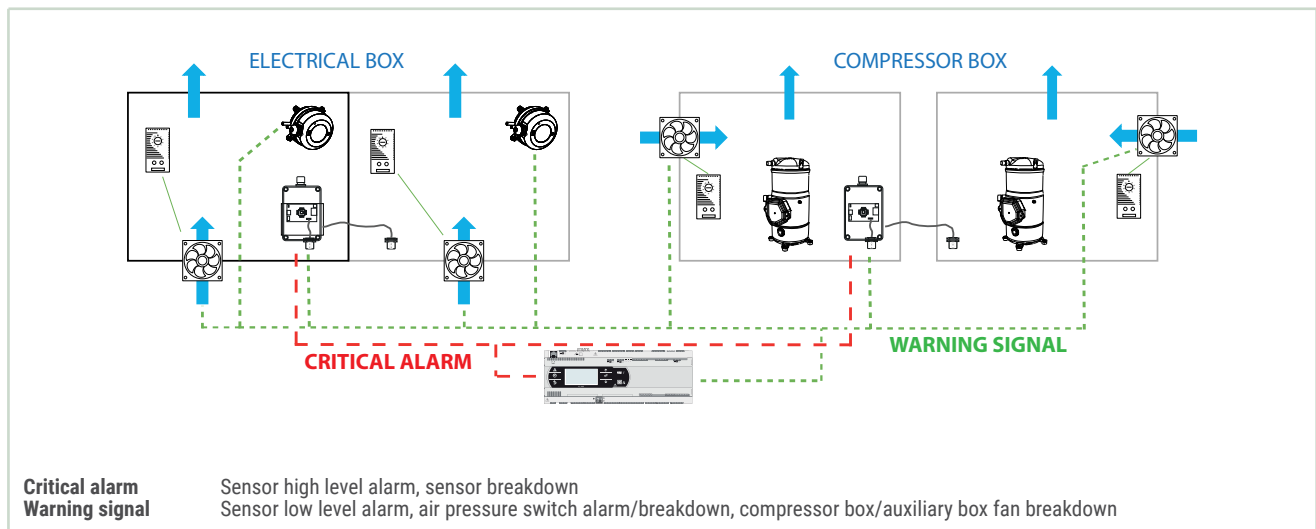 ELECTRICAL BOX
COMPRESSOR BOX
CRITICAL ALARM
WARNING SIGNAL
Critical alarm Sensor high level alarm, sensor breakdown
Warning signal Sensor low level alarm, air pressure switch alarm/breakdown, compressor box/auxiliary box fan breakdown